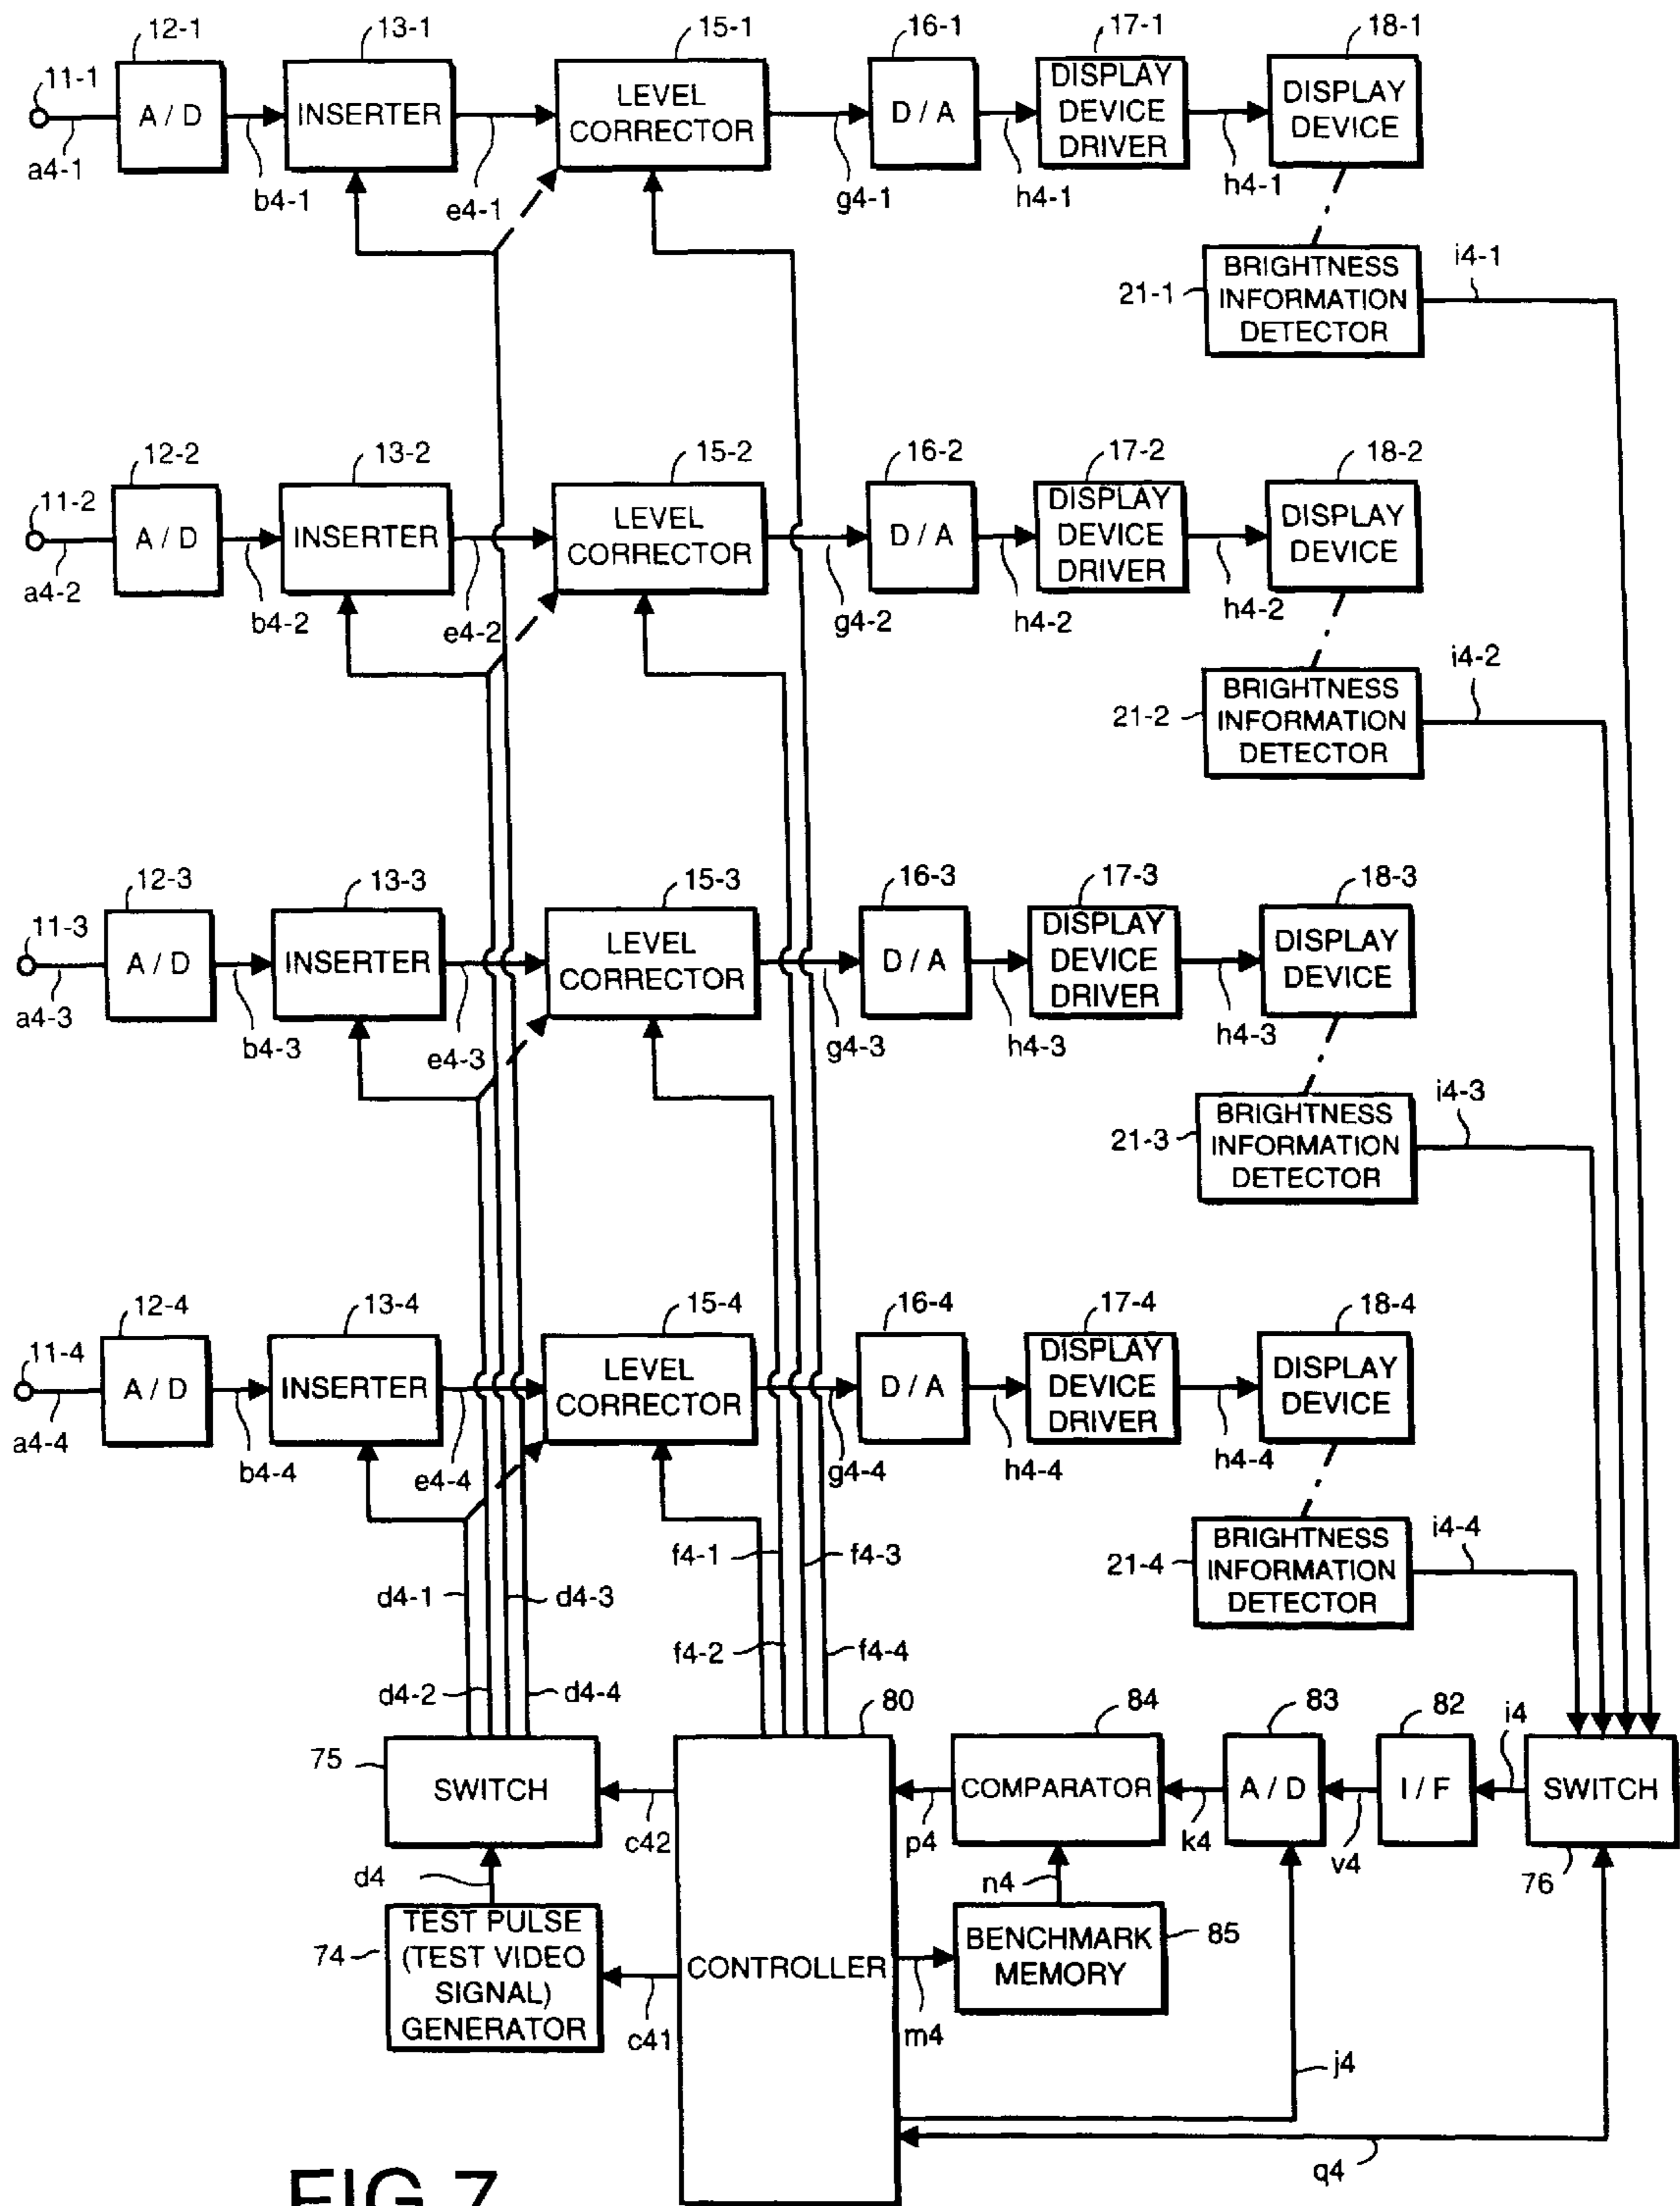 12-1 13-1 15-1 16-1 17-1 18-1
11-1
A / D
INSERTER
LEVEL
CORRECTOR
D / A
DISPLAY
DEVICE
DRIVER
DISPLAY
DEVICE
a4-1 b4-1 e4-1 g4-1 h4-1 h4-1
21-1
BRIGHTNESS
INFORMATION
DETECTOR
i4-1
12-2 13-2 15-2 16-2 17-2 18-2
11-2
A / D
INSERTER
LEVEL
CORRECTOR
D / A
DISPLAY
DEVICE
DRIVER
DISPLAY
DEVICE
a4-2 b4-2 e4-2 g4-2 h4-2 h4-2
21-2
BRIGHTNESS
INFORMATION
DETECTOR
i4-2
12-3 13-3 15-3 16-3 17-3 18-3
11-3
A / D
INSERTER
LEVEL
CORRECTOR
D / A
DISPLAY
DEVICE
DRIVER
DISPLAY
DEVICE
a4-3 b4-3 e4-3 g4-3 h4-3 h4-3
21-3
BRIGHTNESS
INFORMATION
DETECTOR
i4-3
12-4 13-4 15-4 16-4 17-4 18-4
11-4
A / D
INSERTER
LEVEL
CORRECTOR
D / A
DISPLAY
DEVICE
DRIVER
DISPLAY
DEVICE
a4-4 b4-4 e4-4 g4-4 h4-4 h4-4
21-4
BRIGHTNESS
INFORMATION
DETECTOR
i4-4
f4-1 f4-3
d4-1 d4-3
f4-2 f4-4
d4-2 d4-4
80 84 83 82 i4
75
SWITCH
COMPARATOR
A / D
I / F
SWITCH
c42 p4 k4 v4 76
d4 n4
74
TEST PULSE
(TEST VIDEO
SIGNAL)
GENERATOR
c41
CONTROLLER
BENCHMARK
MEMORY
85
m4
j4
q4
FIG.7